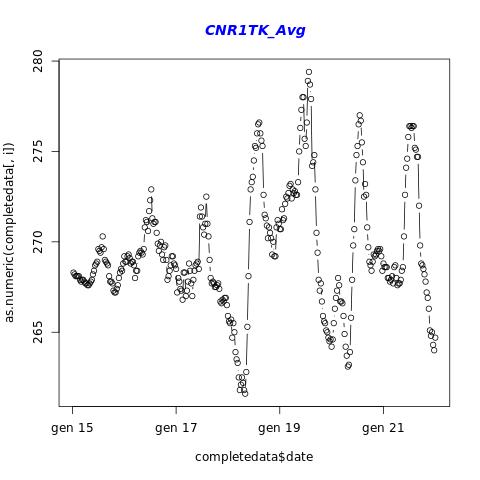 CNR1TK_Avg
as.numeric(completedata[, i])
280
275
270
265
gen 15 gen 17 gen 19 gen 21
completedata$date